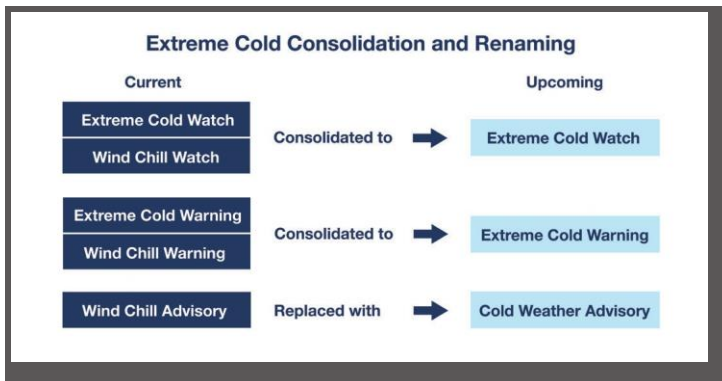 Extreme Cold Consolidation and Renaming
Current
Upcoming
Extreme Cold Watch
Wind Chill Watch
Consolidated to
Extreme Cold Watch
Extreme Cold Warning
Wind Chill Warning
Consolidated to
Extreme Cold Warning
Wind Chill Advisory
Replaced with
Cold Weather Advisory